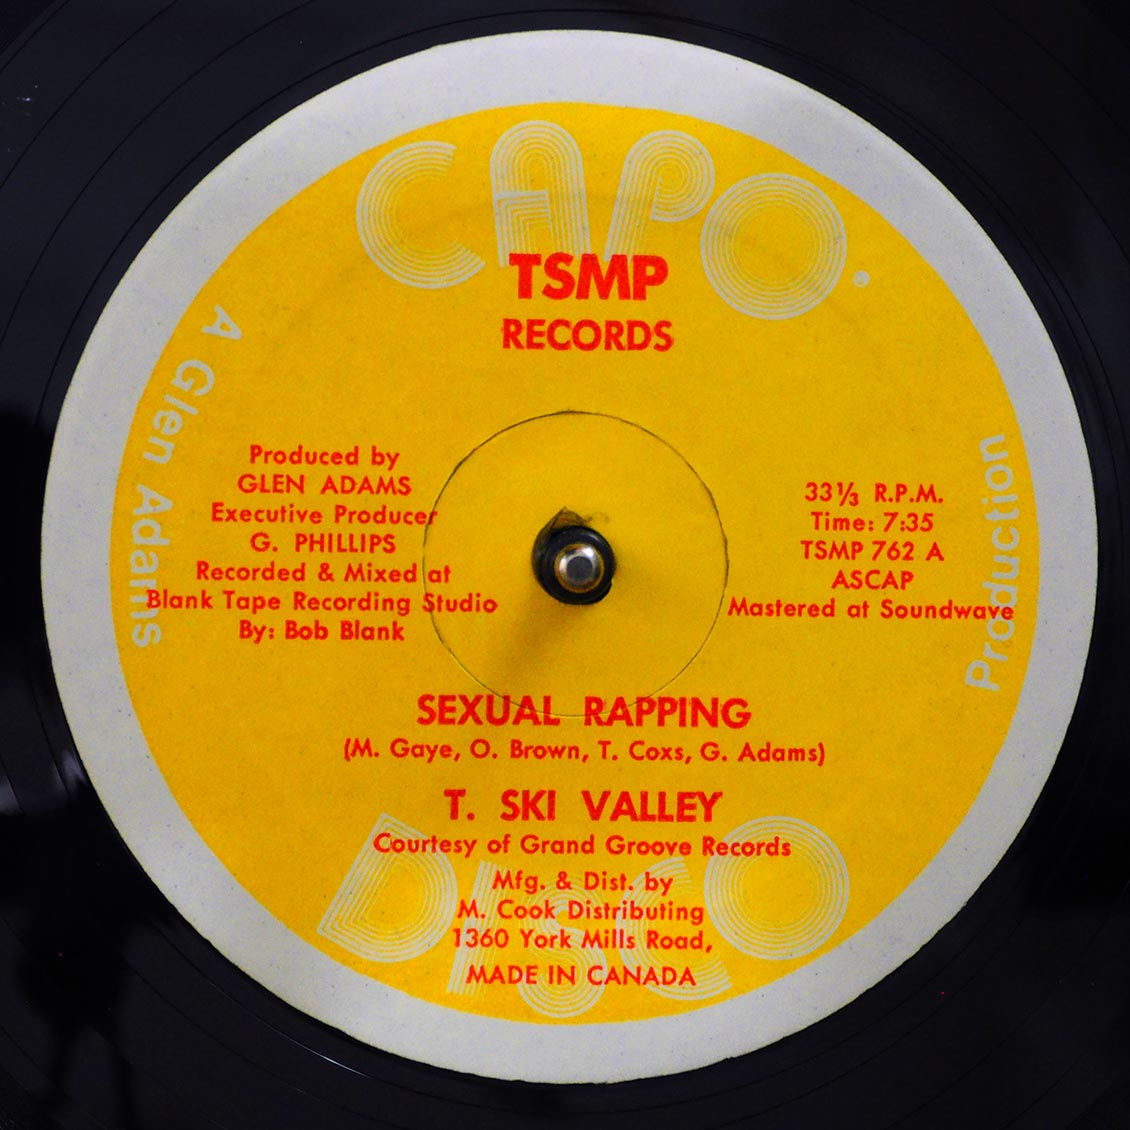 CAPO.
TSMP
RECORDS
A Glen Adams
Production
Produced by
GLEN ADAMS
Executive Producer
G. PHILLIPS
Recorded & Mixed at
Blank Tape Recording Studio
By: Bob Blank
33⅓ R.P.M.
Time: 7:35
TSMP 762 A
ASCAP
Mastered at Soundwave
SEXUAL RAPPING
(M. Gaye, O. Brown, T. Coxs, G. Adams)
T. SKI VALLEY
Courtesy of Grand Groove Records
DISCO
Mfg. & Dist. by
M. Cook Distributing
1360 York Mills Road,
MADE IN CANADA